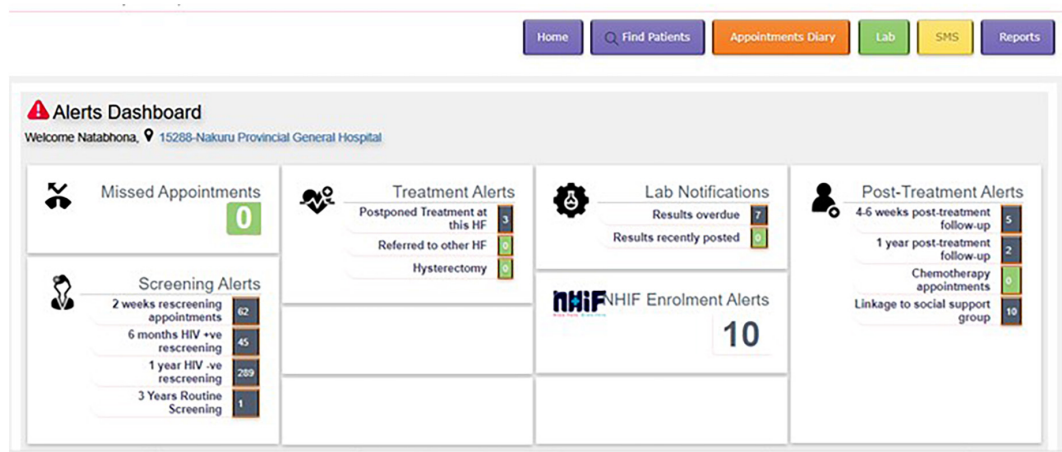 Home
Find Patients
Appointments Diary
Lab
SMS
Reports
Alerts Dashboard
Welcome Natabhona, 15288-Nakuru Provincial General Hospital
Missed Appointments
0
Screening Alerts
2 weeks rescreening
appointments 62
6 months HIV +ve
rescreening 45
1 year HIV -ve
rescreening 289
3 Years Routine
Screening 1
Treatment Alerts
Postponed Treatment at
this HF 3
Referred to other HF 0
Hysterectomy 0
Lab Notifications
Results overdue 7
Results recently posted 0
NHIF NHIF Enrolment Alerts
10
Post-Treatment Alerts
4-6 weeks post-treatment
follow-up 5
1 year post-treatment
follow-up 2
Chemotherapy
appointments 0
Linkage to social support
group 10